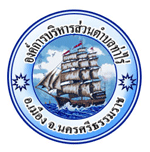 องค์การบริหารส่วนตำบลท่าไร่
อ.เมือง จ.นครศรีธรรมราช